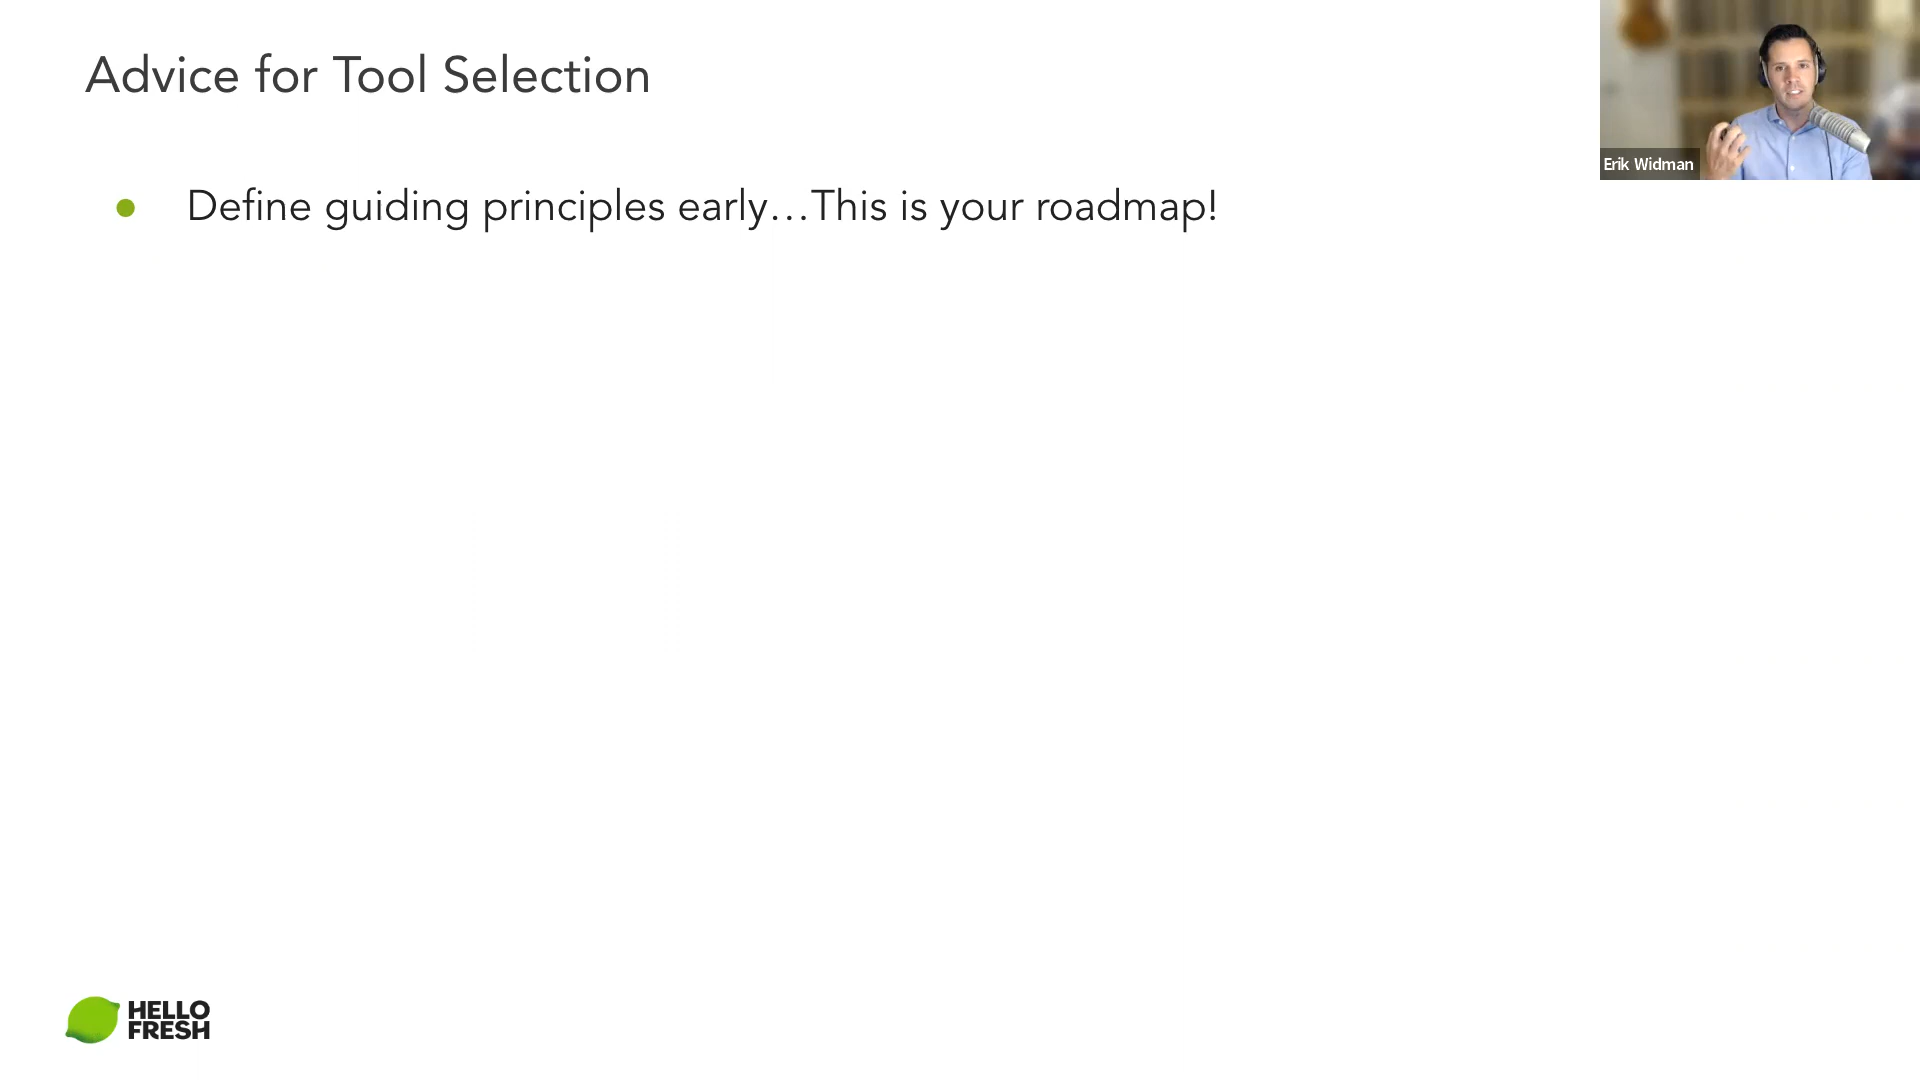 Advice for Tool Selection
Erik Widman
● Define guiding principles early…This is your roadmap!
HELLO
FRESH